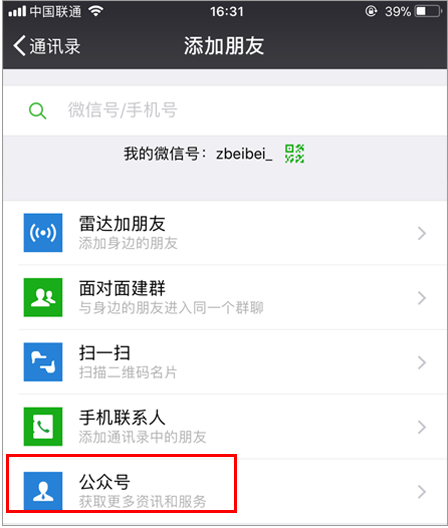 中国联通 16:31 39%
通讯录 添加朋友
微信号/手机号
我的微信号：zbeibei_
雷达加朋友
添加身边的朋友
面对面建群
与身边的朋友进入同一个群聊
扫一扫
扫描二维码名片
手机联系人
添加通讯录中的朋友
公众号
获取更多资讯和服务